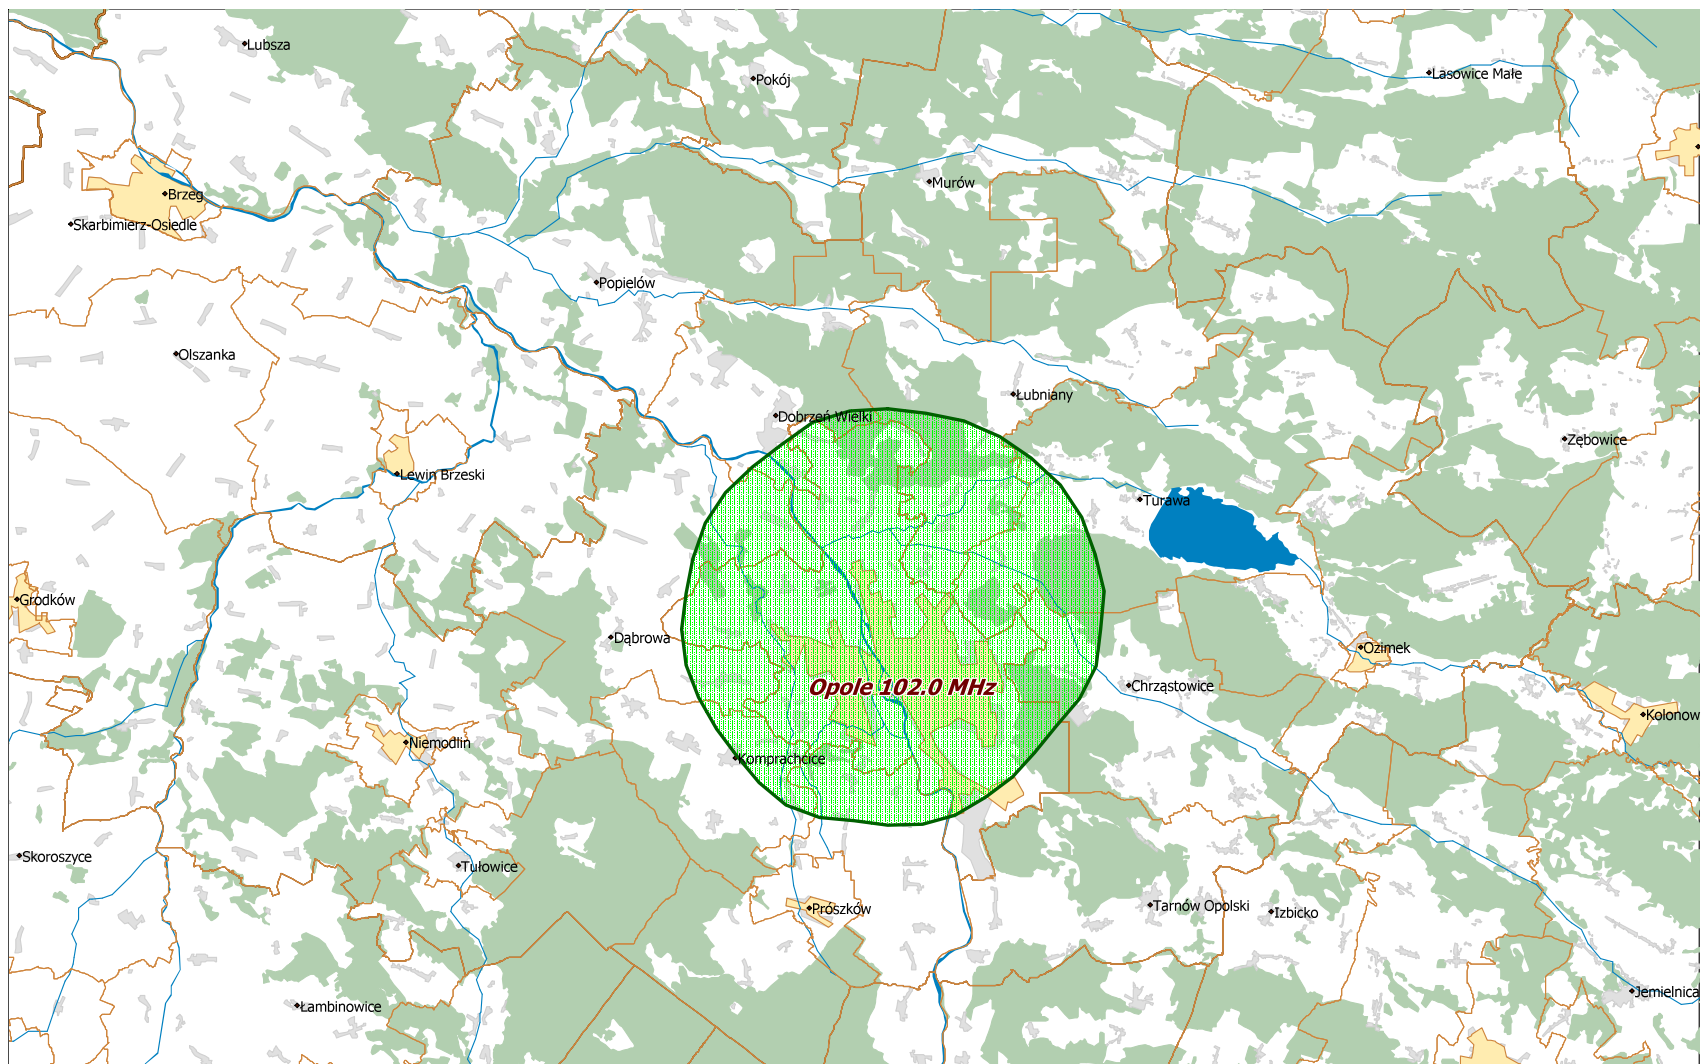 Lubsza
Pokój
Lasowice Małe
Murów
Brzeg
Skarbimierz-Osiedle
Popielów
Olszanka
Łubniany
Dobrzeń Wielki
Zębowice
Lewin Brzeski
Turawa
Grodków
Dąbrowa
Ozimek
Chrząstowice
Opole 102.0 MHz
Kolonow
Niemodlin
Komprachcice
Skoroszyce
Tułowice
Prószków
Tarnów Opolski
Izbicko
Jemielnica
Łambinowice